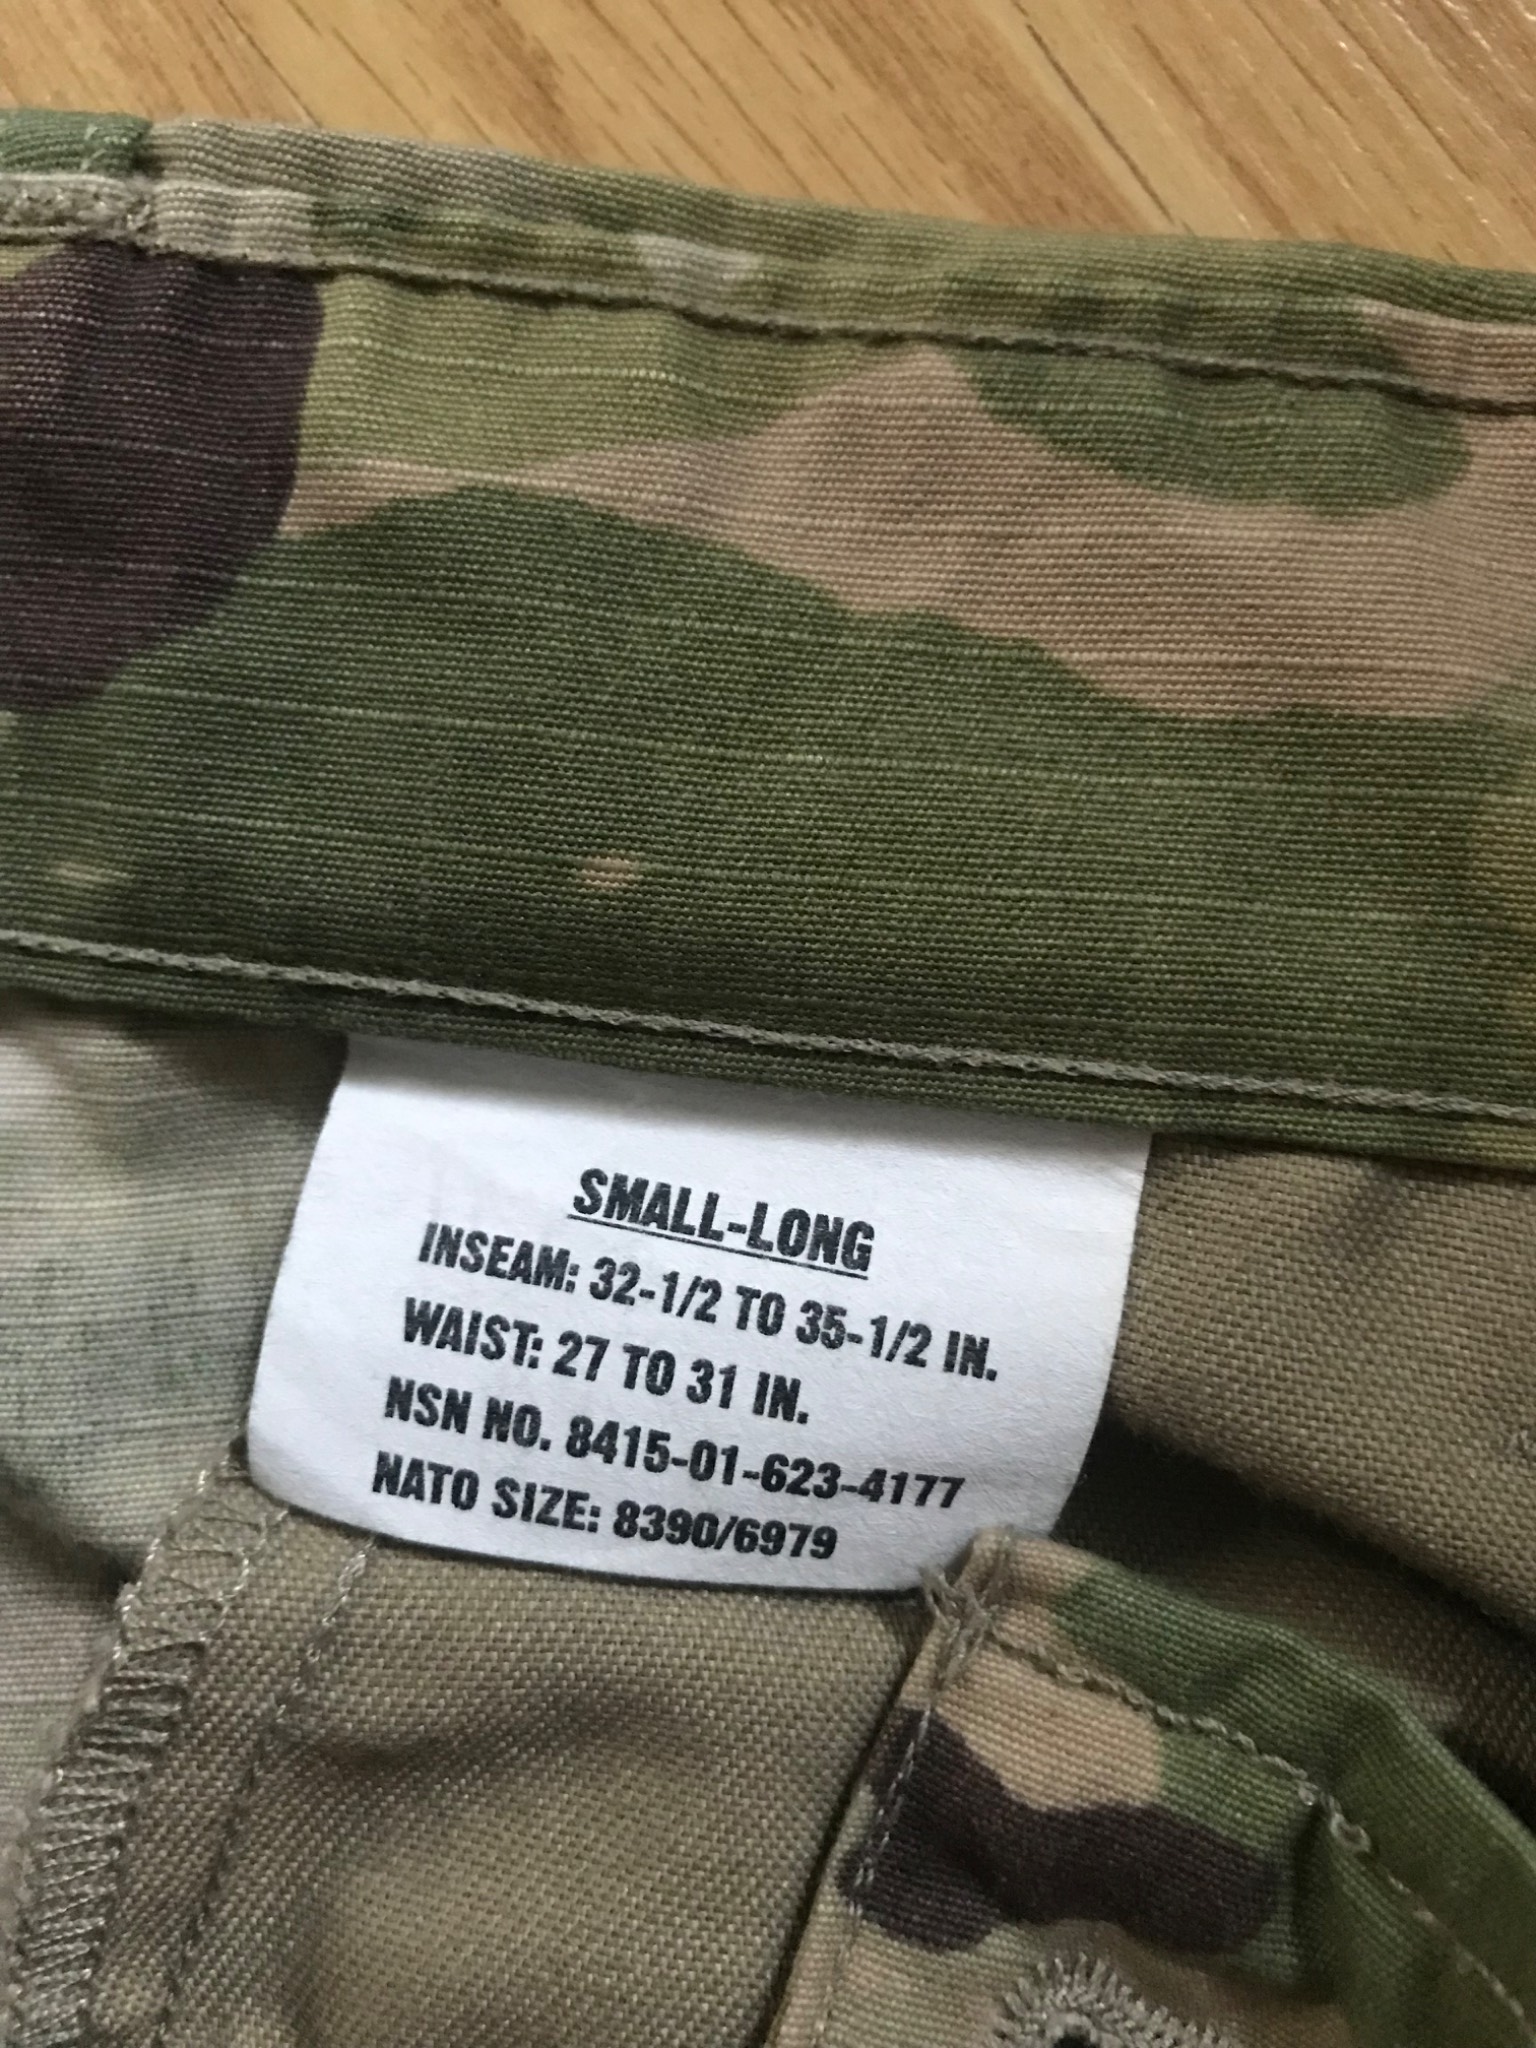 SMALL-LONG
INSEAM: 32-1/2 TO 35-1/2 IN.
WAIST: 27 TO 31 IN.
NSN NO. 8415-01-623-4177
NATO SIZE: 8390/6979